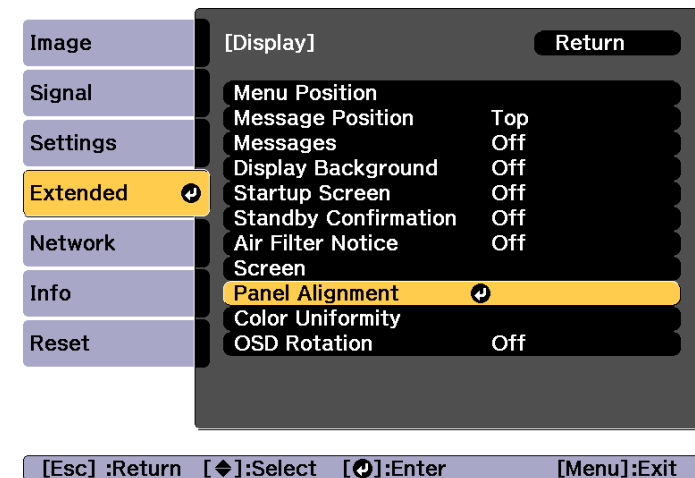 Image
Signal
Settings
Extended
Network
Info
Reset
[Display] Return
Menu Position
Message Position Top
Messages Off
Display Background Off
Startup Screen Off
Standby Confirmation Off
Air Filter Notice Off
Screen
Panel Alignment
Color Uniformity
OSD Rotation Off
[Esc] :Return [◆]:Select [⏎]:Enter [Menu]:Exit